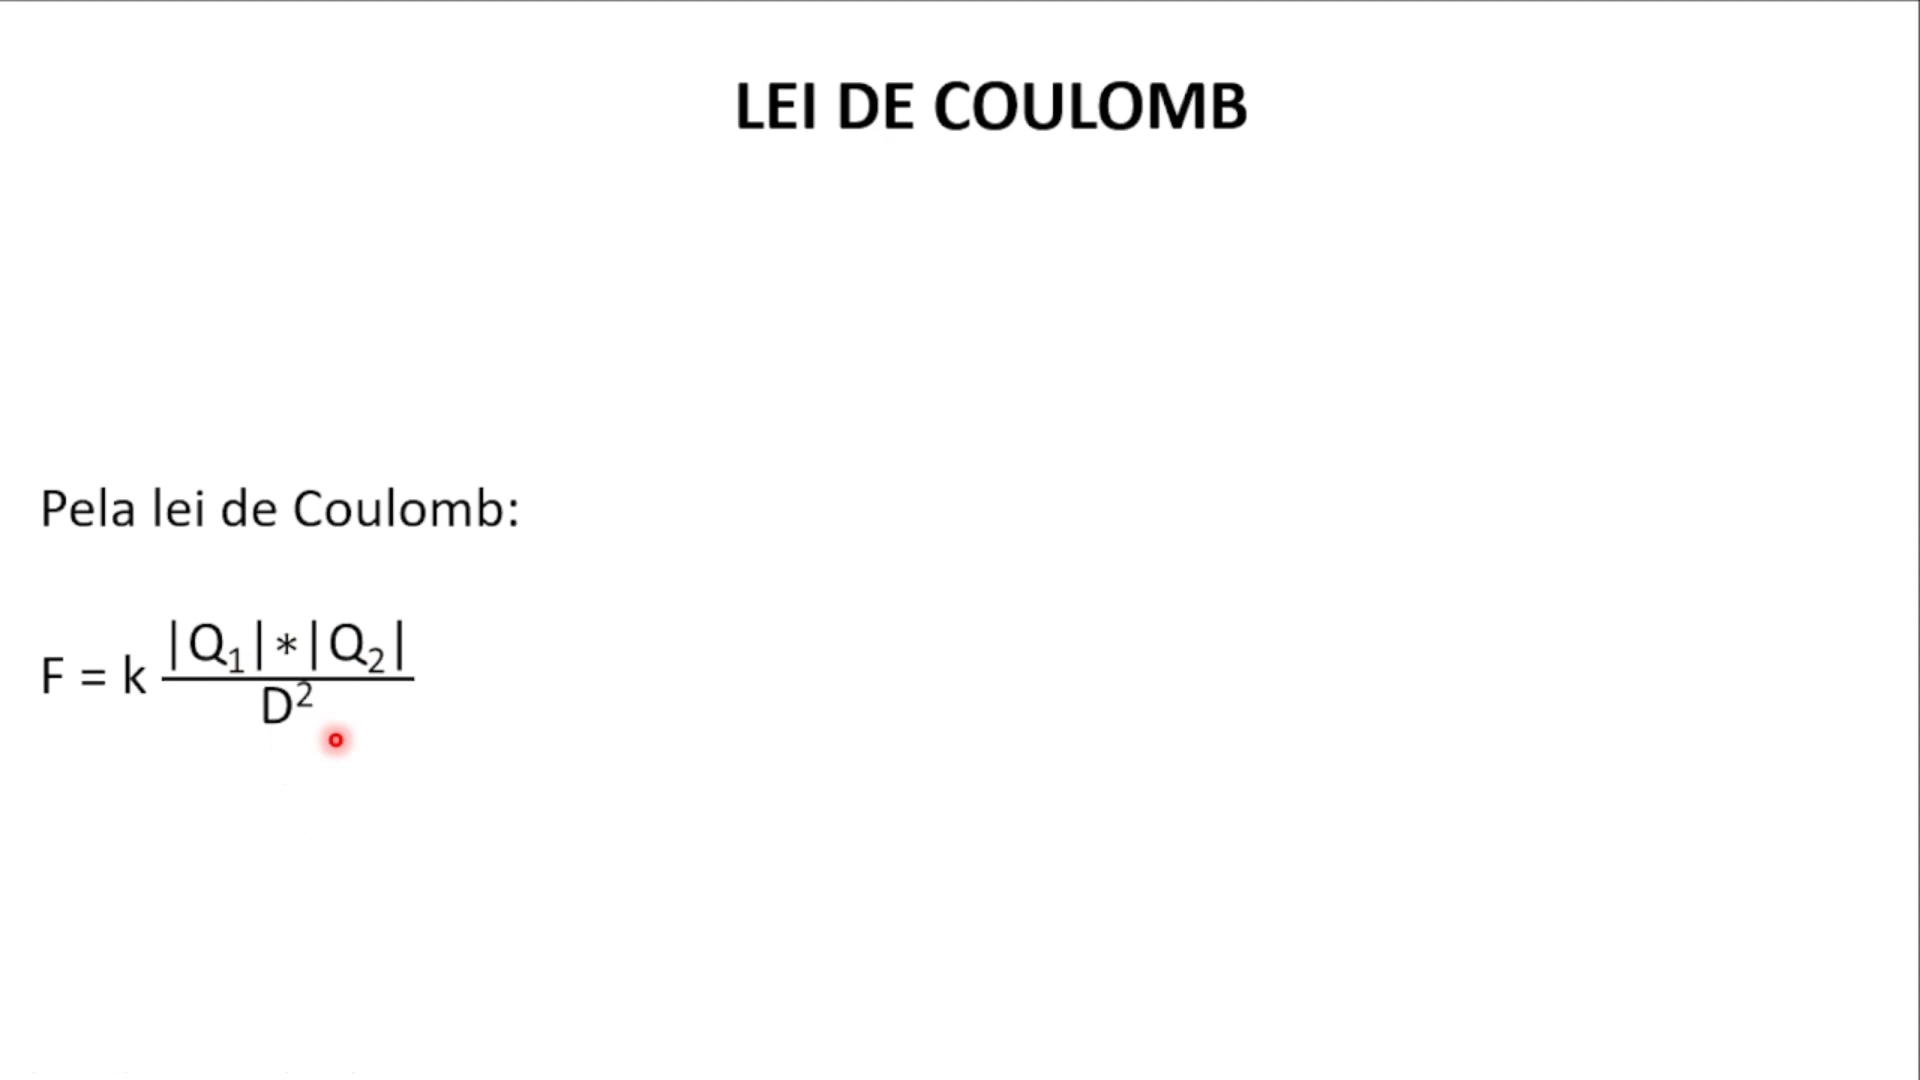 LEI DE COULOMB
Pela lei de Coulomb:
F = k |Q₁|*|Q₂| / D²